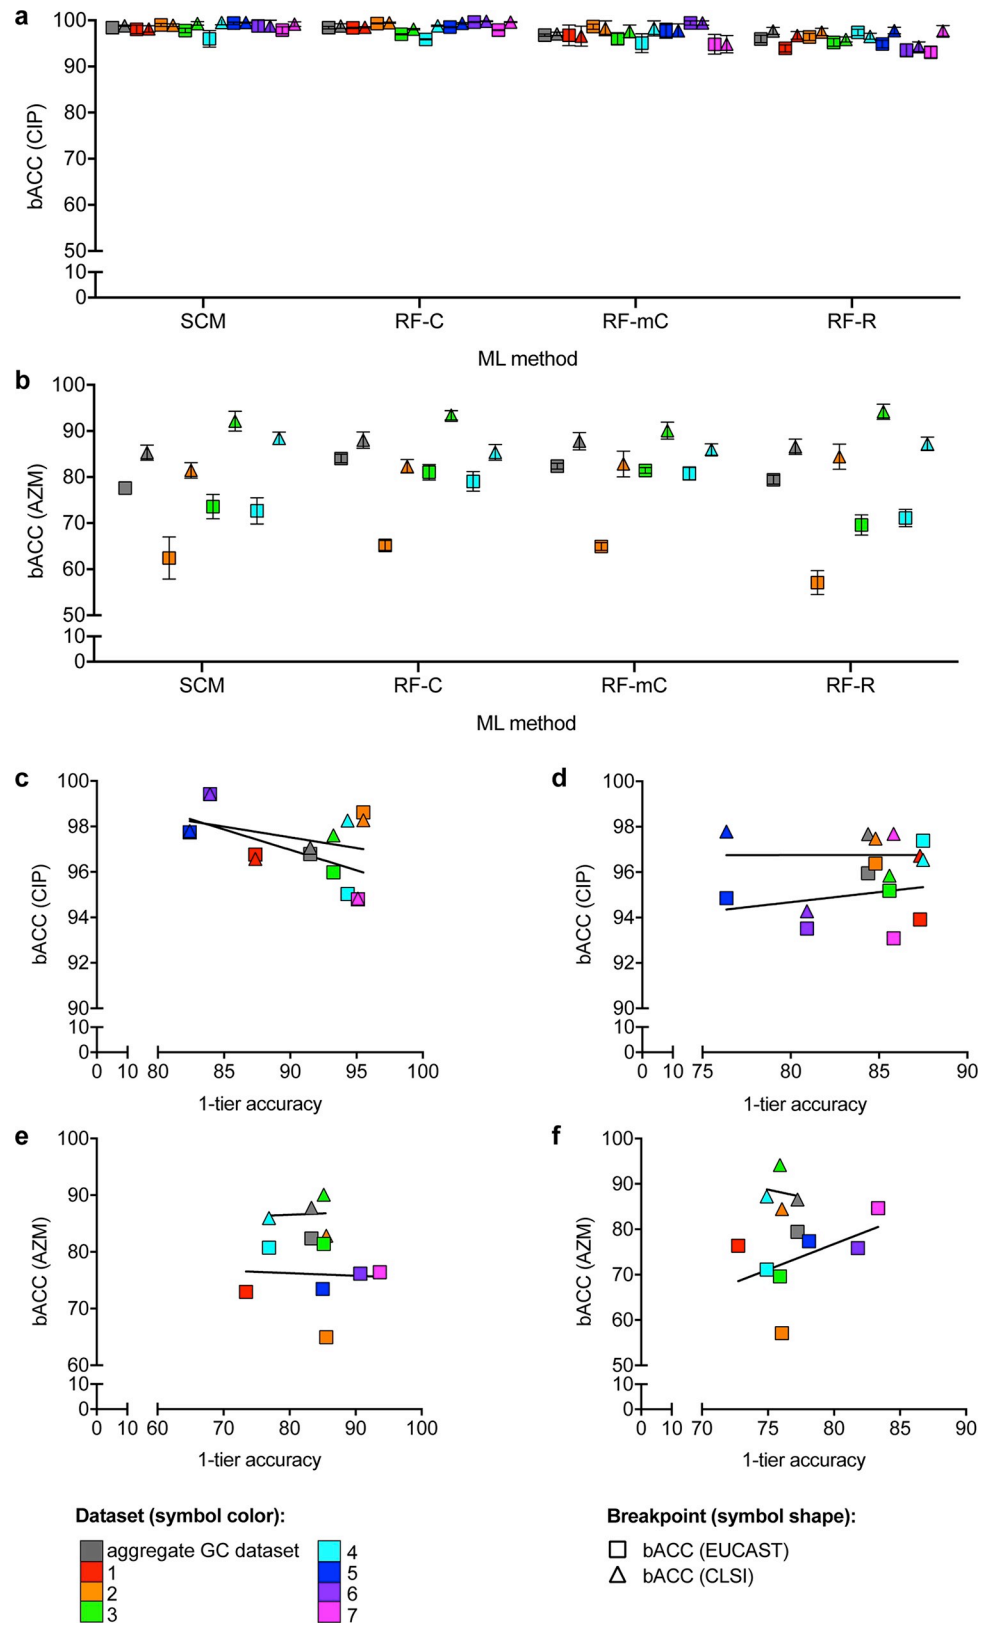 a
bACC (CIP)
100
90
80
70
60
50
10
0
SCM RF-C RF-mC RF-R
ML method
b
bACC (AZM)
100
90
80
70
60
50
10
0
SCM RF-C RF-mC RF-R
ML method
c
bACC (CIP)
100
98
96
94
92
90
10
0
0 10 80 85 90 95 100
1-tier accuracy
d
bACC (CIP)
100
98
96
94
92
90
10
0
0 10 75 80 85 90
1-tier accuracy
e
bACC (AZM)
100
90
80
70
60
10
0
0 10 60 70 80 90 100
1-tier accuracy
f
bACC (AZM)
100
90
80
70
60
50
10
0
0 10 70 75 80 85 90
1-tier accuracy
Dataset (symbol color):
aggregate GC dataset
1
2
3
4
5
6
7
Breakpoint (symbol shape):
bACC (EUCAST)
bACC (CLSI)